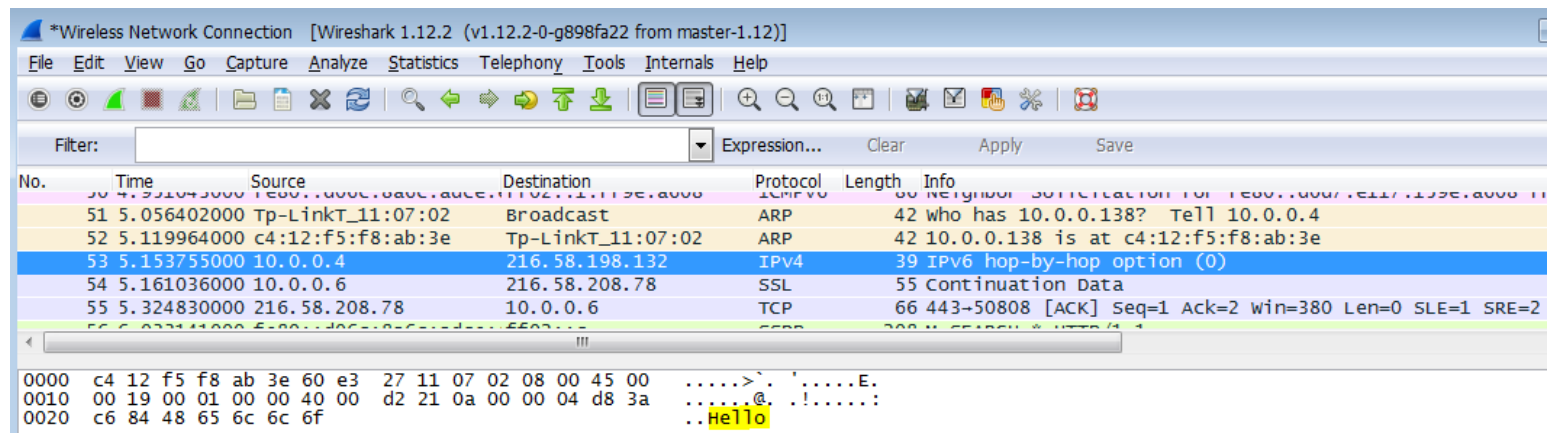 *Wireless Network Connection [Wireshark 1.12.2 (v1.12.2-0-g898fa22 from master-1.12)]
File Edit View Go Capture Analyze Statistics Telephony Tools Internals Help
Filter: Expression... Clear Apply Save
No. Time Source Destination Protocol Length Info
51 5.056402000 Tp-LinkT_11:07:02 Broadcast ARP 42 Who has 10.0.0.138? Tell 10.0.0.4
52 5.119964000 c4:12:f5:f8:ab:3e Tp-LinkT_11:07:02 ARP 42 10.0.0.138 is at c4:12:f5:f8:ab:3e
53 5.153755000 10.0.0.4 216.58.198.132 IPv4 39 IPv6 hop-by-hop option (0)
54 5.161036000 10.0.0.6 216.58.208.78 SSL 55 Continuation Data
55 5.324830000 216.58.208.78 10.0.0.6 TCP 66 443→50808 [ACK] Seq=1 Ack=2 Win=380 Len=0 SLE=1 SRE=2
0000 c4 12 f5 f8 ab 3e 60 e3 27 11 07 02 08 00 45 00 .....>`. '.....E.
0010 00 19 00 01 00 00 40 00 d2 21 0a 00 00 04 d8 3a ......@. .!.....:
0020 c6 84 48 65 6c 6c 6f ..Hello